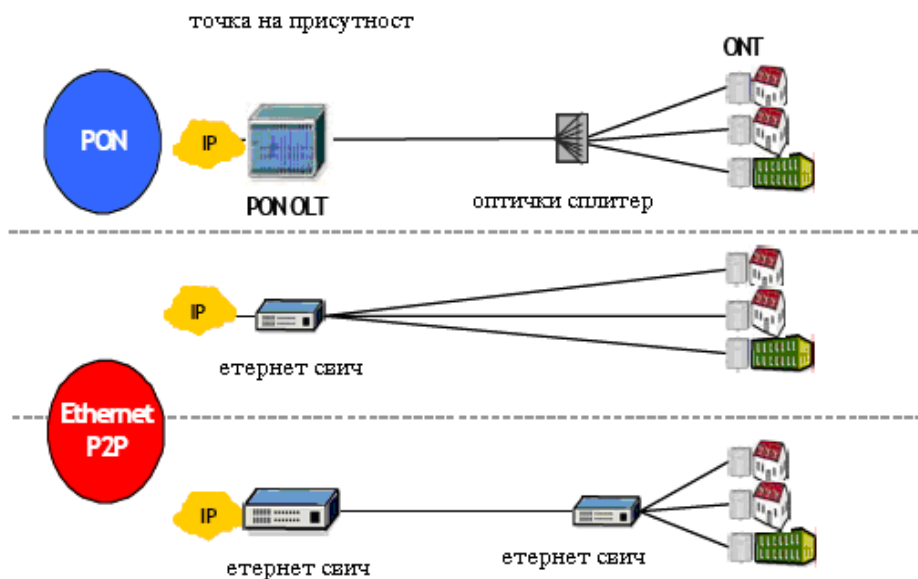 точка на присутност
ONT
PON
IP
PON OLT
оптички сплитер
IP
етернет свич
Ethernet
P2P
IP
етернет свич
етернет свич